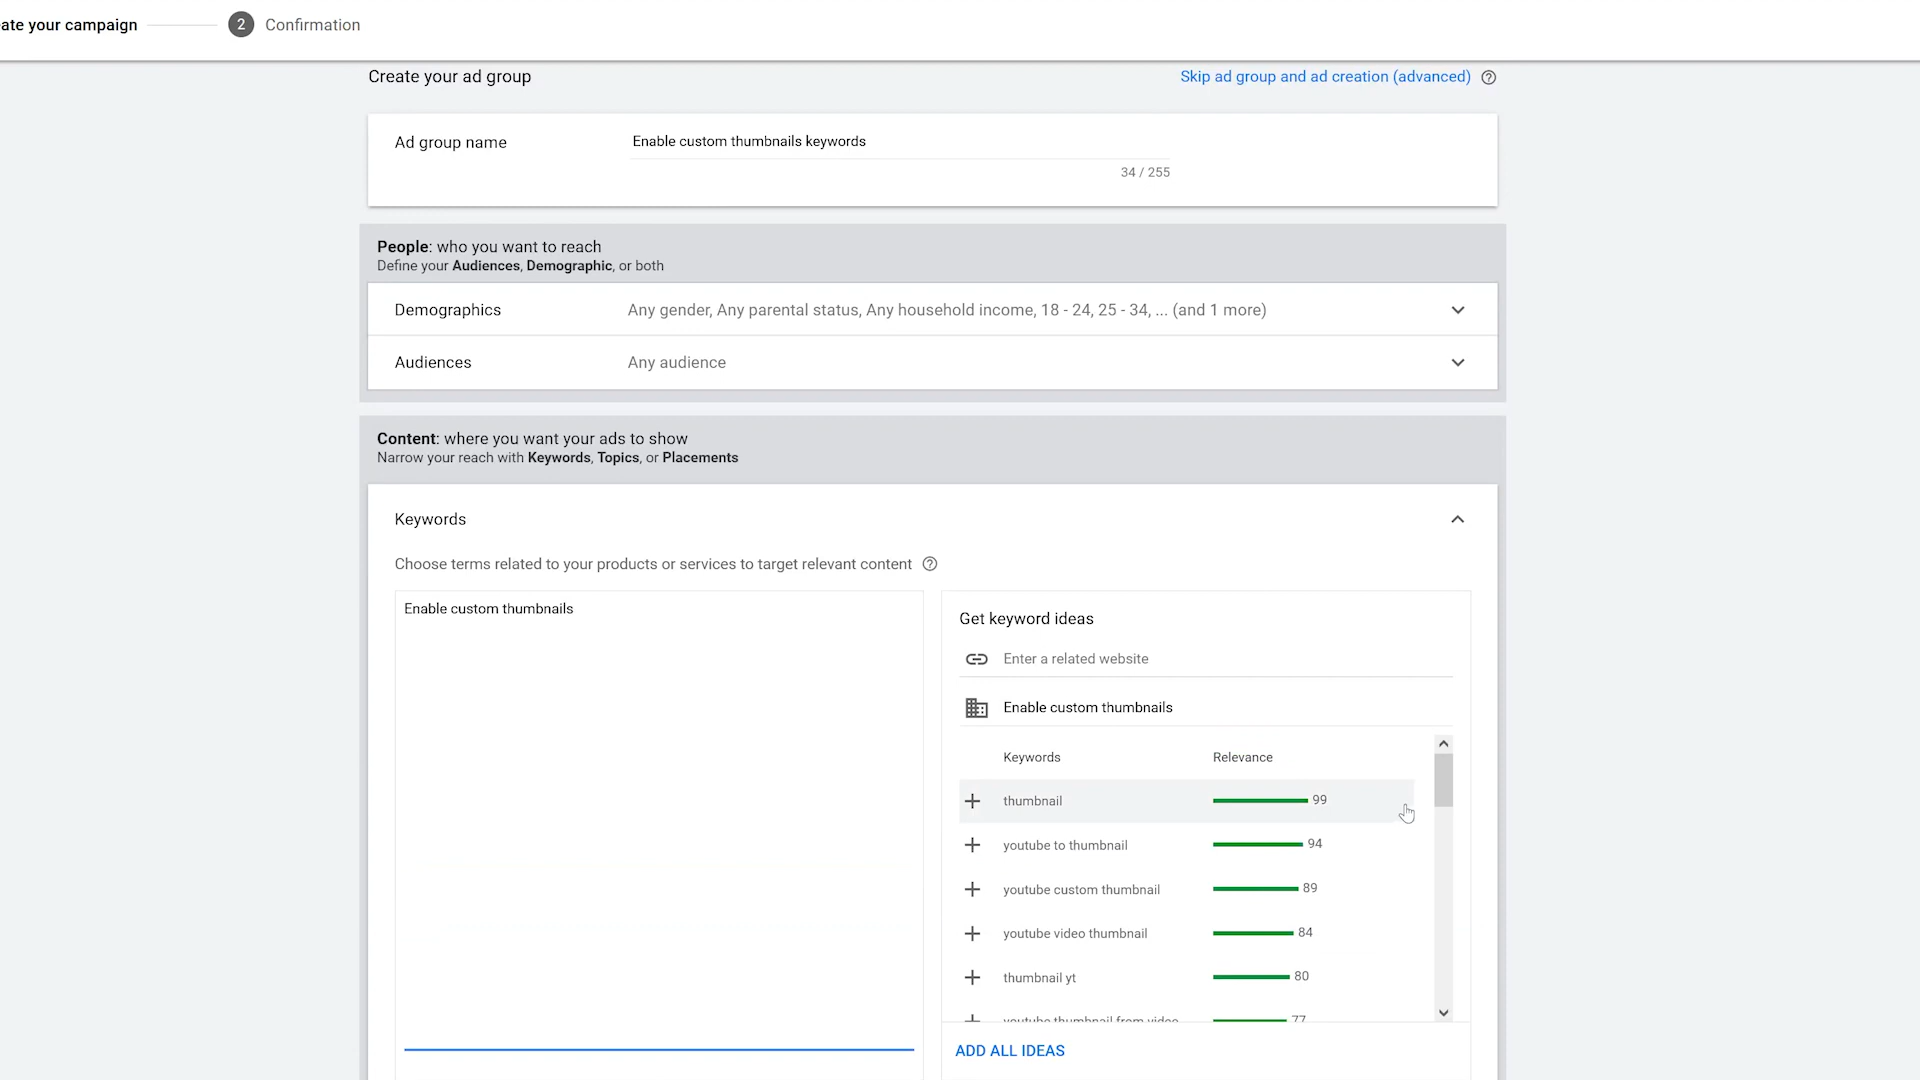 ate your campaign 2 Confirmation
Create your ad group Skip ad group and ad creation (advanced)
Ad group name Enable custom thumbnails keywords
34 / 255
People: who you want to reach
Define your Audiences, Demographic, or both
Demographics Any gender, Any parental status, Any household income, 18 - 24, 25 - 34, ... (and 1 more)
Audiences Any audience
Content: where you want your ads to show
Narrow your reach with Keywords, Topics, or Placements
Keywords
Choose terms related to your products or services to target relevant content
Enable custom thumbnails
Get keyword ideas
Enter a related website
Enable custom thumbnails
Keywords Relevance
thumbnail 99
youtube to thumbnail 94
youtube custom thumbnail 89
youtube video thumbnail 84
thumbnail yt 80
youtube thumbnail from video 77
ADD ALL IDEAS